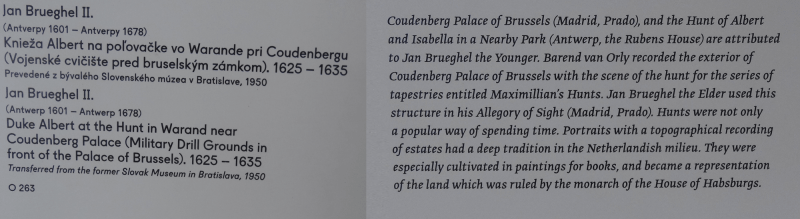 Jan Brueghel II.
(Antverpy 1601 – Antverpy 1678)
Knieža Albert na poľovačke vo Warande pri Coudenbergu
(Vojenské cvičište pred bruselským zámkom). 1625 – 1635
Prevedené z bývalého Slovenského múzea v Bratislave, 1950
Jan Brueghel II.
(Antwerp 1601 – Antwerp 1678)
Duke Albert at the Hunt in Warand near
Coudenberg Palace (Military Drill Grounds in
front of the Palace of Brussels). 1625 – 1635
Transferred from the former Slovak Museum in Bratislava, 1950
O 263
Coudenberg Palace of Brussels (Madrid, Prado), and the Hunt of Albert
and Isabella in a Nearby Park (Antwerp, the Rubens House) are attributed
to Jan Brueghel the Younger. Barend van Orly recorded the exterior of
Coudenberg Palace of Brussels with the scene of the hunt for the series of
tapestries entitled Maximillian's Hunts. Jan Brueghel the Elder used this
structure in his Allegory of Sight (Madrid, Prado). Hunts were not only
a popular way of spending time. Portraits with a topographical recording
of estates had a deep tradition in the Netherlandish milieu. They were
especially cultivated in paintings for books, and became a representation
of the land which was ruled by the monarch of the House of Habsburgs.